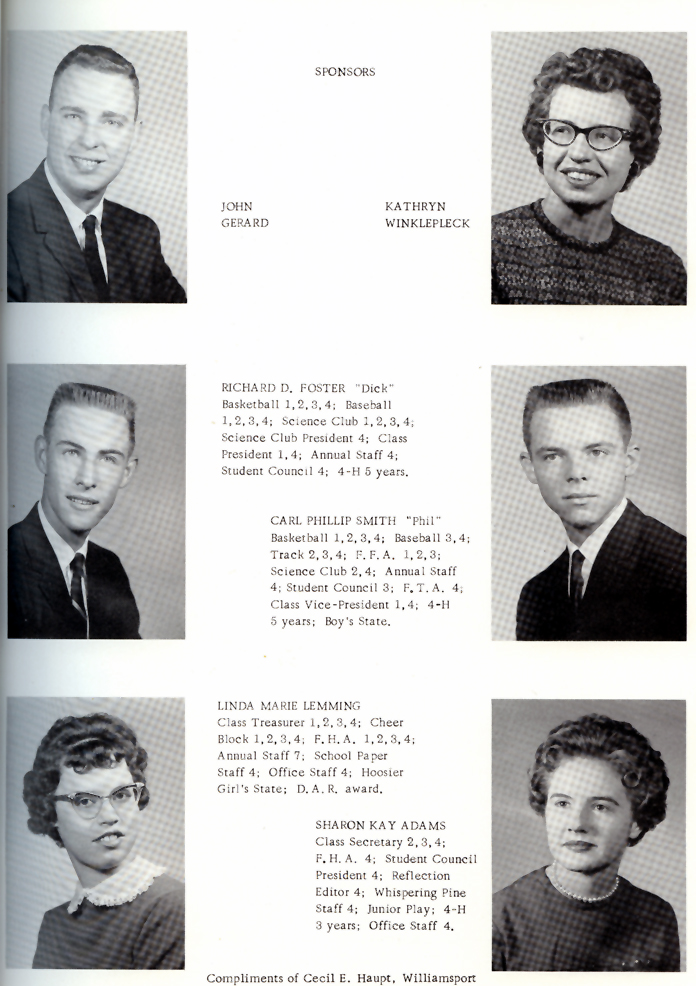 SPONSORS
JOHN
GERARD
KATHRYN
WINKLEPLECK
RICHARD D. FOSTER "Dick"
Basketball 1,2,3,4; Baseball
1,2,3,4; Science Club 1,2,3,4;
Science Club President 4; Class
President 1,4; Annual Staff 4;
Student Council 4; 4-H 5 years.
CARL PHILLIP SMITH "Phil"
Basketball 1,2,3,4; Baseball 3,4;
Track 2,3,4; F.F.A. 1,2,3;
Science Club 2,4; Annual Staff
4; Student Council 3; F.T.A. 4;
Class Vice-President 1,4; 4-H
5 years; Boy's State.
LINDA MARIE LEMMING
Class Treasurer 1,2,3,4; Cheer
Block 1,2,3,4; F.H.A. 1,2,3,4;
Annual Staff 7; School Paper
Staff 4; Office Staff 4; Hoosier
Girl's State; D.A.R. award.
SHARON KAY ADAMS
Class Secretary 2,3,4;
F.H.A. 4; Student Council
President 4; Reflection
Editor 4; Whispering Pine
Staff 4; Junior Play; 4-H
3 years; Office Staff 4.
Compliments of Cecil E. Haupt, Williamsport